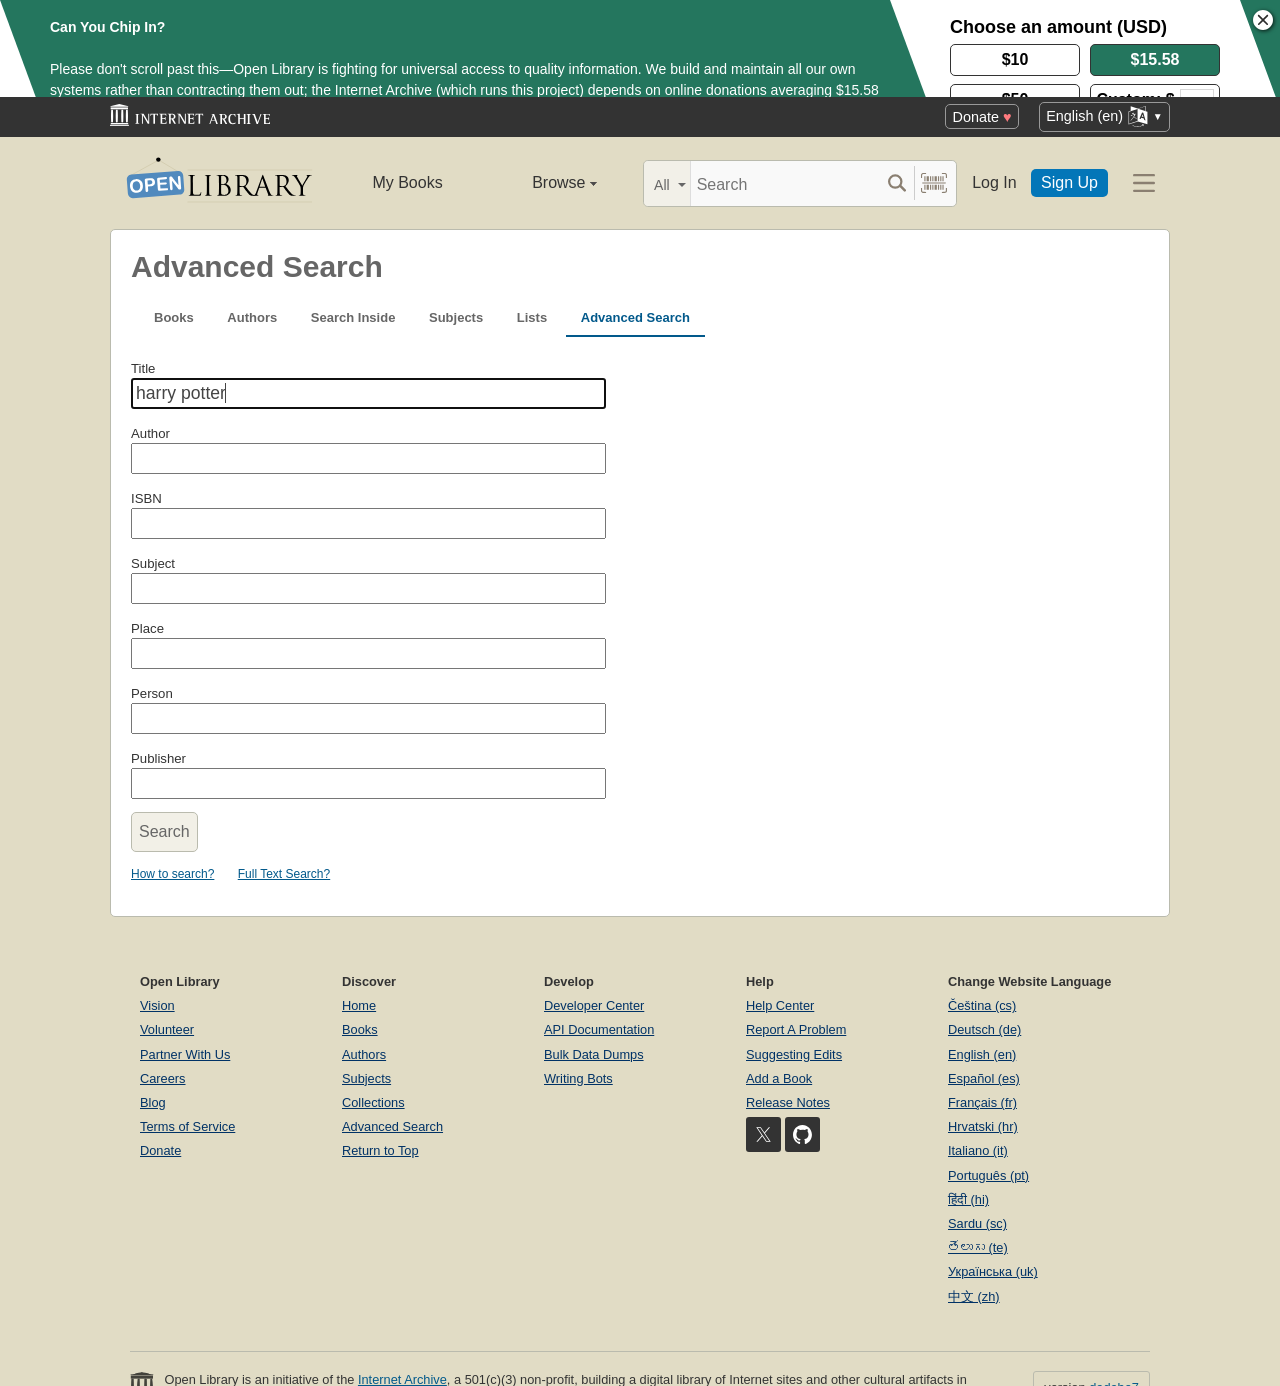 Can You Chip In?
Please don't scroll past this—Open Library is fighting for universal access to quality information. We build and maintain all our own
systems rather than contracting them out; the Internet Archive (which runs this project) depends on online donations averaging $15.58
Choose an amount (USD)
$10 $15.58
$50 Custom $
INTERNET ARCHIVE
Donate ♥ English (en) ▼
OPEN LIBRARY
My Books Browse All Search Log In Sign Up
Advanced Search
Books Authors Search Inside Subjects Lists Advanced Search
Title
harry potter
Author
ISBN
Subject
Place
Person
Publisher
Search
How to search? Full Text Search?
Open Library
Vision
Volunteer
Partner With Us
Careers
Blog
Terms of Service
Donate
Discover
Home
Books
Authors
Subjects
Collections
Advanced Search
Return to Top
Develop
Developer Center
API Documentation
Bulk Data Dumps
Writing Bots
Help
Help Center
Report A Problem
Suggesting Edits
Add a Book
Release Notes
Change Website Language
Čeština (cs)
Deutsch (de)
English (en)
Español (es)
Français (fr)
Hrvatski (hr)
Italiano (it)
Português (pt)
हिंदी (hi)
Sardu (sc)
తెలుగు (te)
Українська (uk)
中文 (zh)
Open Library is an initiative of the Internet Archive, a 501(c)(3) non-profit, building a digital library of Internet sites and other cultural artifacts in
version